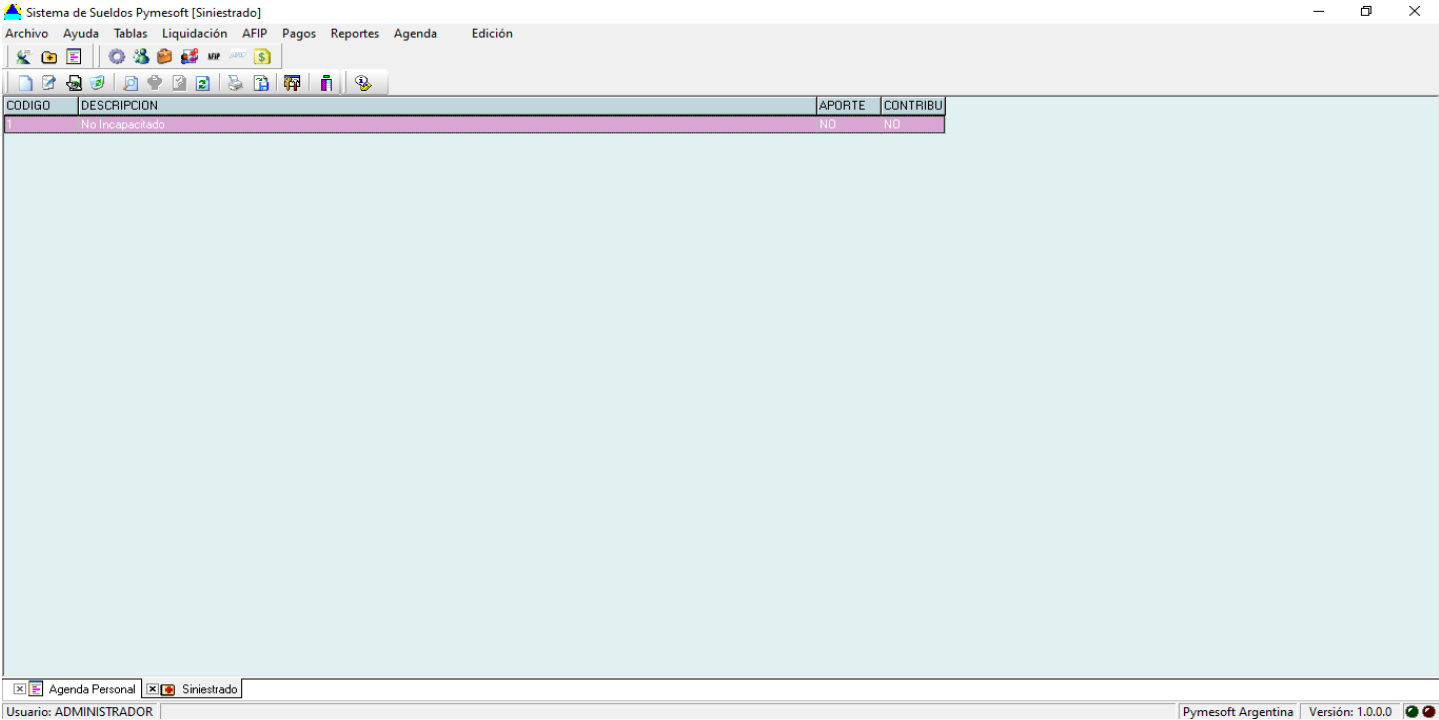 Sistema de Sueldos Pymesoft [Siniestrado]
Archivo Ayuda Tablas Liquidación AFIP Pagos Reportes Agenda Edición
AFIP
CODIGO DESCRIPCION APORTE CONTRIBU
1 No Incapacitado NO NO
Agenda Personal Siniestrado
Usuario: ADMINISTRADOR Pymesoft Argentina Versión: 1.0.0.0